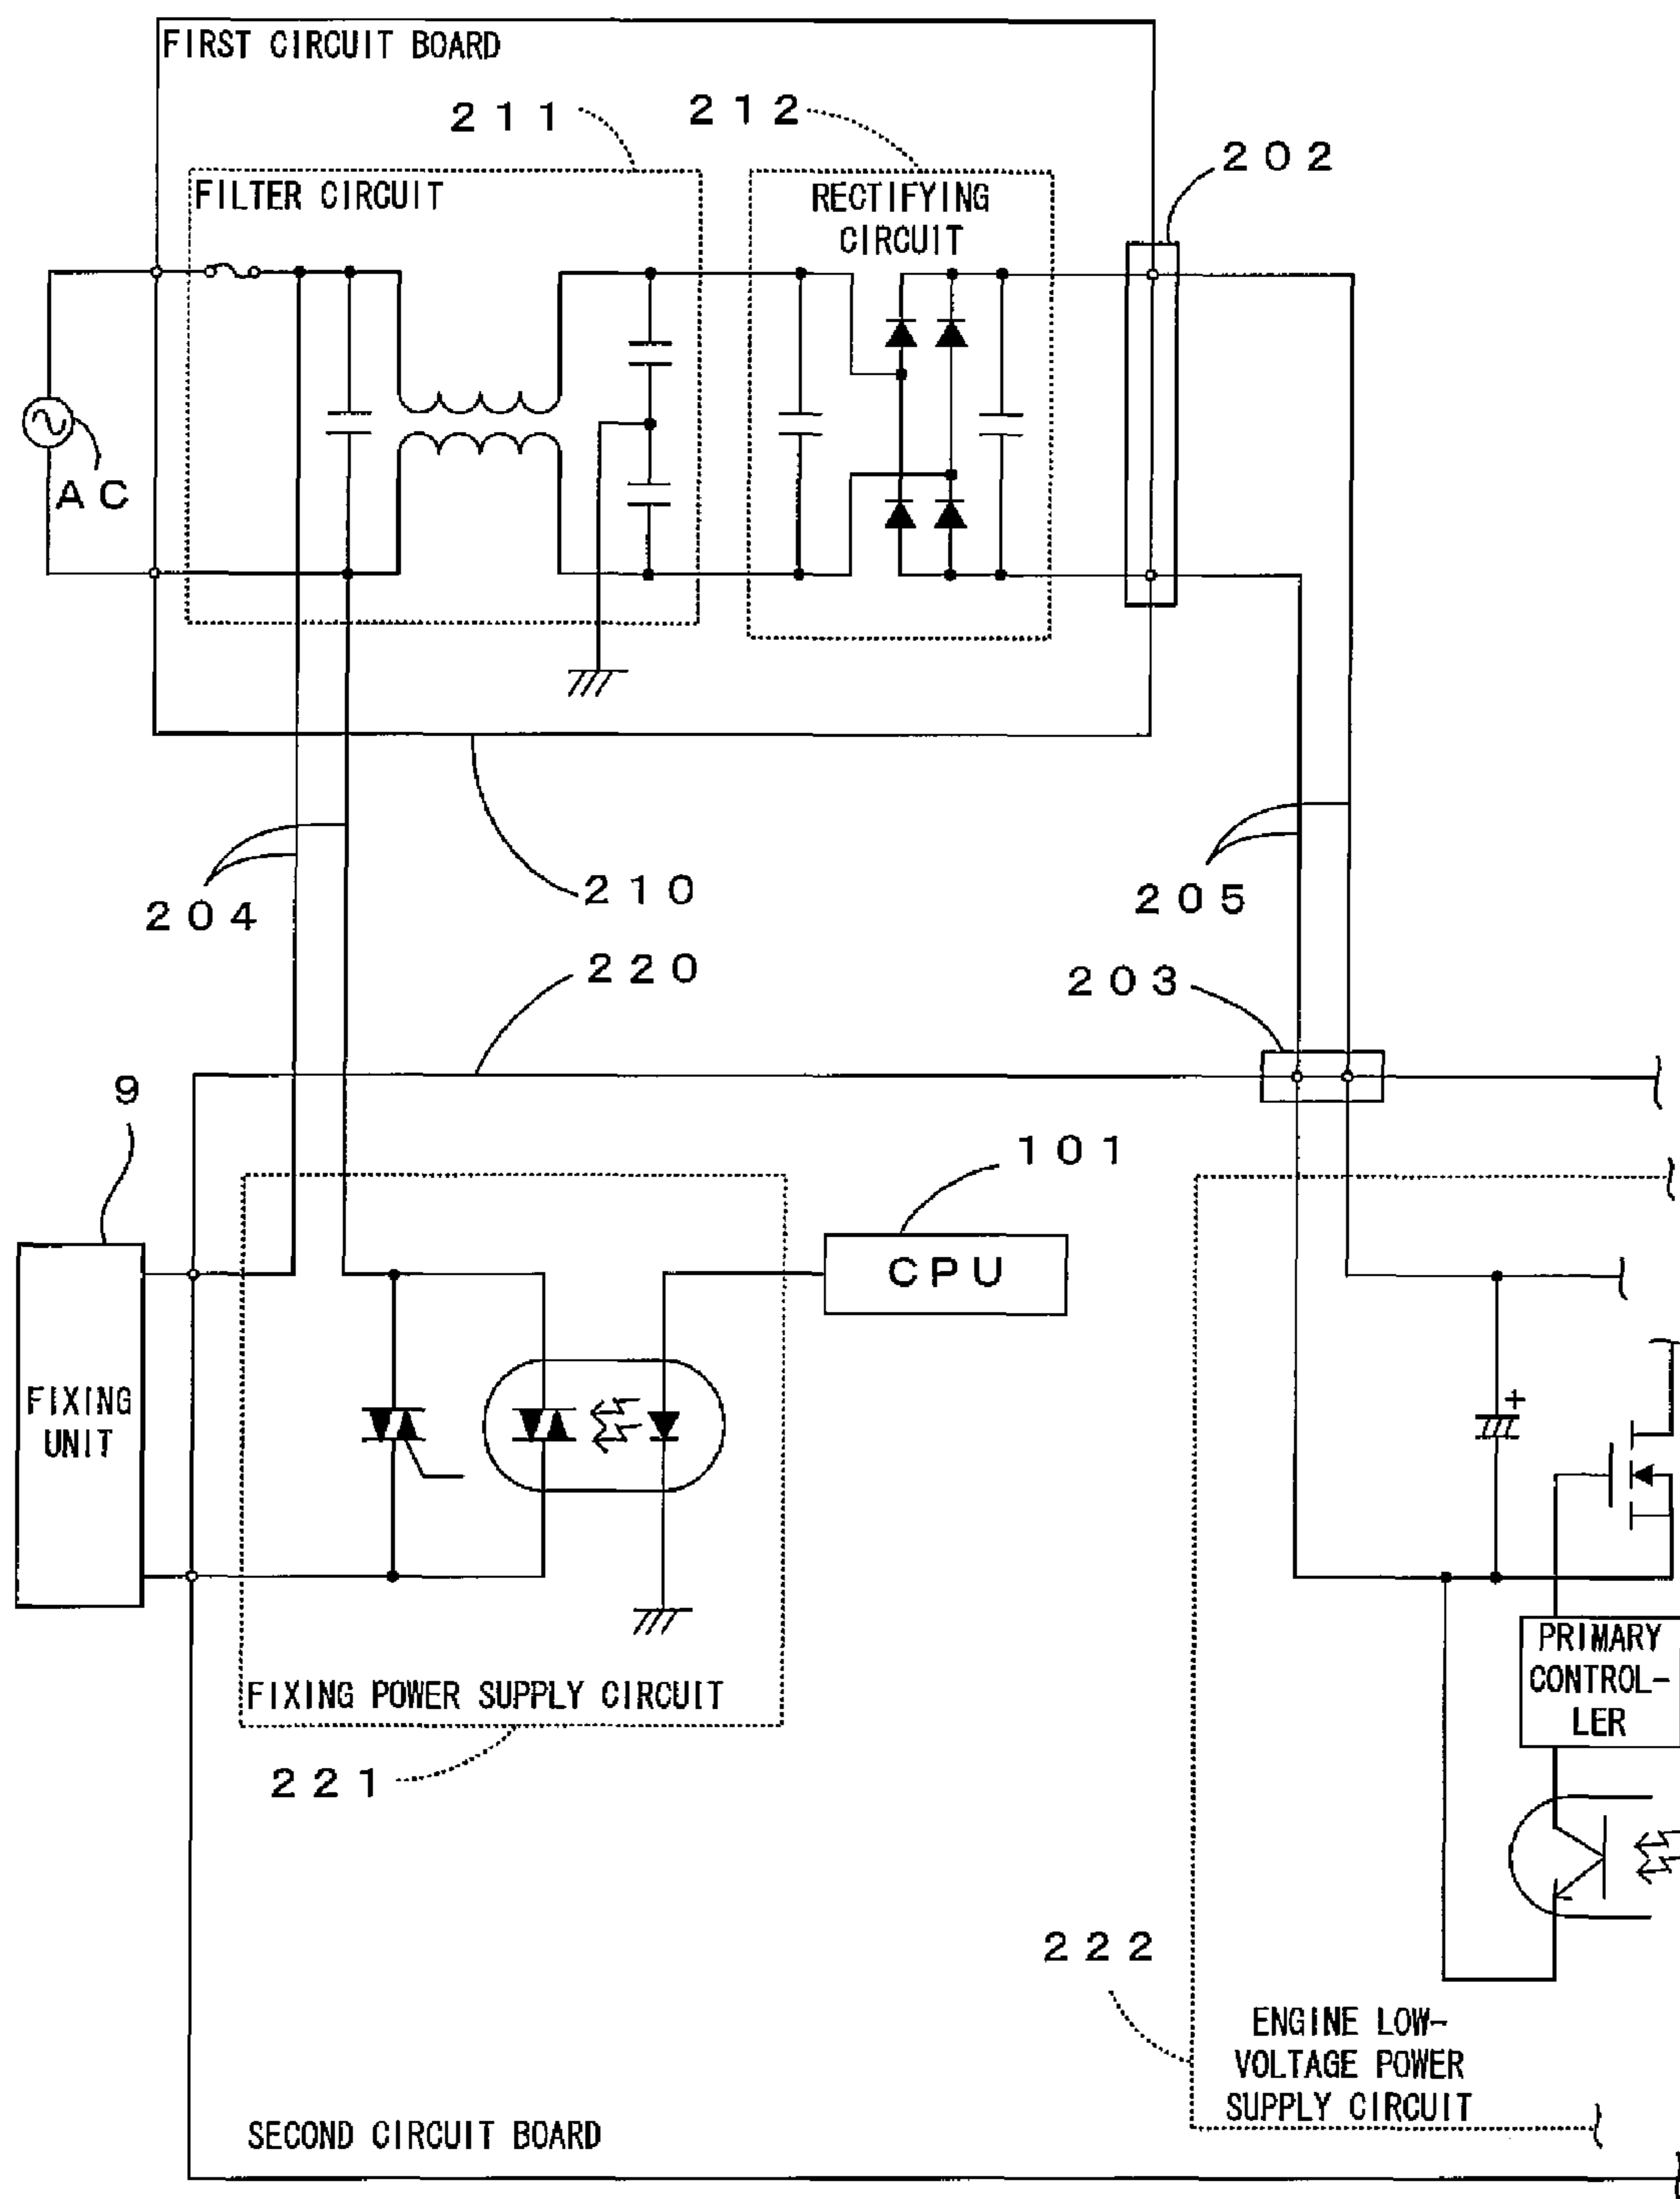 FIRST CIRCUIT BOARD
211
212
202
FILTER CIRCUIT
RECTIFYING
CIRCUIT
AC
204
210
205
220
203
9
101
CPU
FIXING
UNIT
+
PRIMARY
CONTROL-
LER
FIXING POWER SUPPLY CIRCUIT
221
222
ENGINE LOW-
VOLTAGE POWER
SUPPLY CIRCUIT
SECOND CIRCUIT BOARD